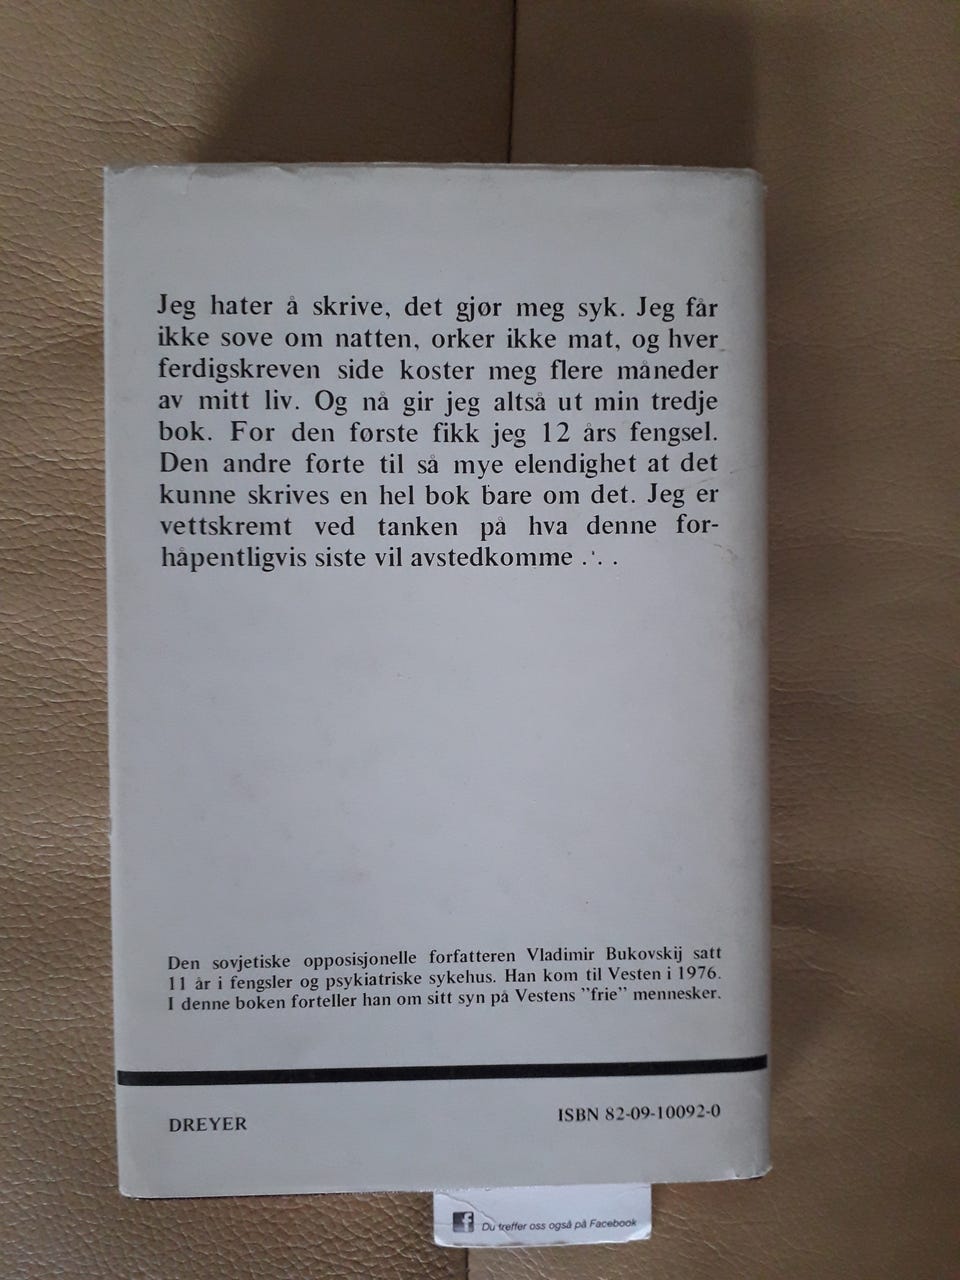 Jeg hater å skrive, det gjør meg syk. Jeg får
ikke sove om natten, orker ikke mat, og hver
ferdigskreven side koster meg flere måneder
av mitt liv. Og nå gir jeg altså ut min tredje
bok. For den første fikk jeg 12 års fengsel.
Den andre førte til så mye elendighet at det
kunne skrives en hel bok bare om det. Jeg er
vettskremt ved tanken på hva denne for-
håpentligvis siste vil avstedkomme . . .
Den sovjetiske opposisjonelle forfatteren Vladimir Bukovskij satt
11 år i fengsler og psykiatriske sykehus. Han kom til Vesten i 1976.
I denne boken forteller han om sitt syn på Vestens "frie" mennesker.
DREYER
ISBN 82-09-10092-0
f Du treffer oss også på Facebook